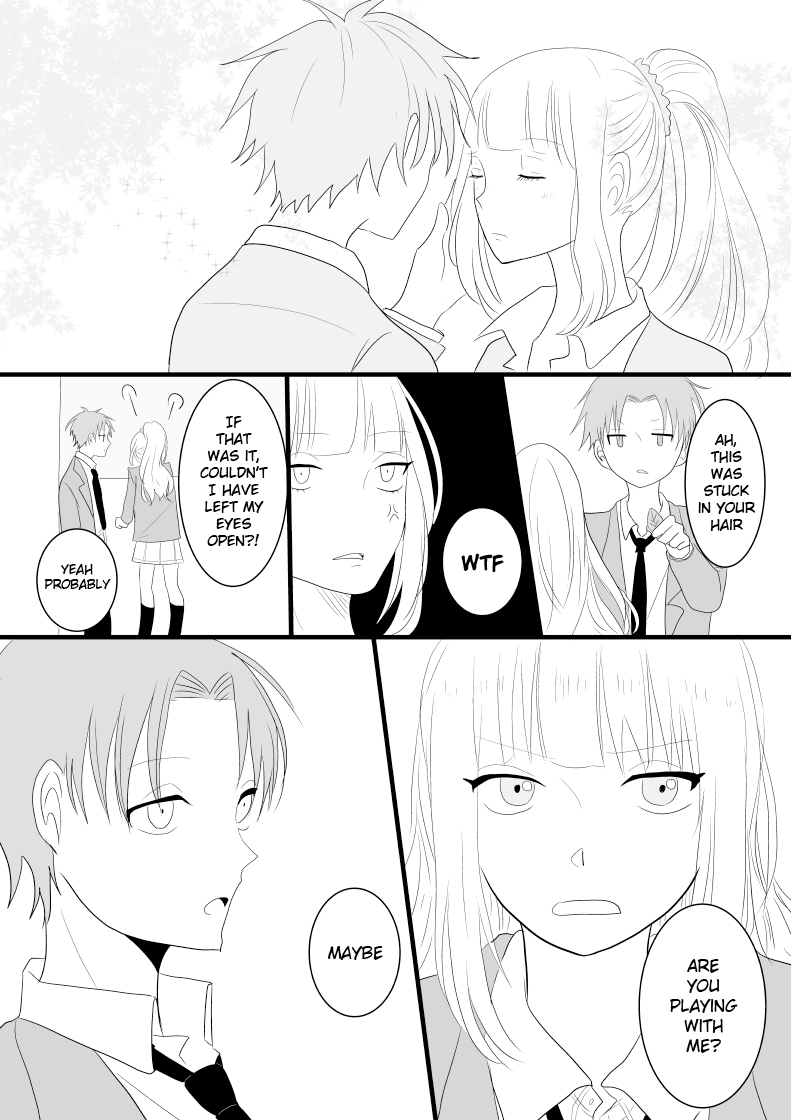 AH,
THIS
WAS
STUCK
IN YOUR
HAIR
WTF
IF
THAT
WAS IT,
COULDN'T
I HAVE
LEFT MY
EYES
OPEN?!
? ?
YEAH
PROBABLY
ARE
YOU
PLAYING
WITH
ME?
MAYBE